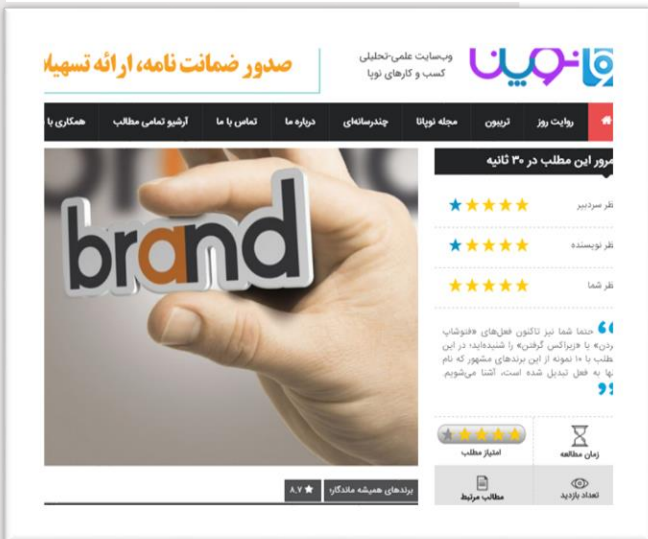 وب‌سایت علمی-تحلیلی
کسب و کارهای نوپا
صدور ضمانت نامه، ارائه تسهیلا
روایت روز
تریبون
مجله نوپانا
چندرسانه‌ای
درباره ما
تماس با ما
آرشیو تمامی مطالب
همکاری با
مرور این مطلب در ۳۰ ثانیه
نظر سردبیر
نظر نویسنده
نظر شما
حتما شما نیز تاکنون فعل‌های «فتوشاپ
کردن» یا «زیراکس گرفتن» را شنیده‌اید؛ در این
مطلب با ۱۰ نمونه از این برندهای مشهور که نام
آنها به فعل تبدیل شده است، آشنا می‌شویم.
زمان مطالعه
امتیاز مطلب
تعداد بازدید
مطالب مرتبط
brand
برندهای همیشه ماندگار؛
۸.۷